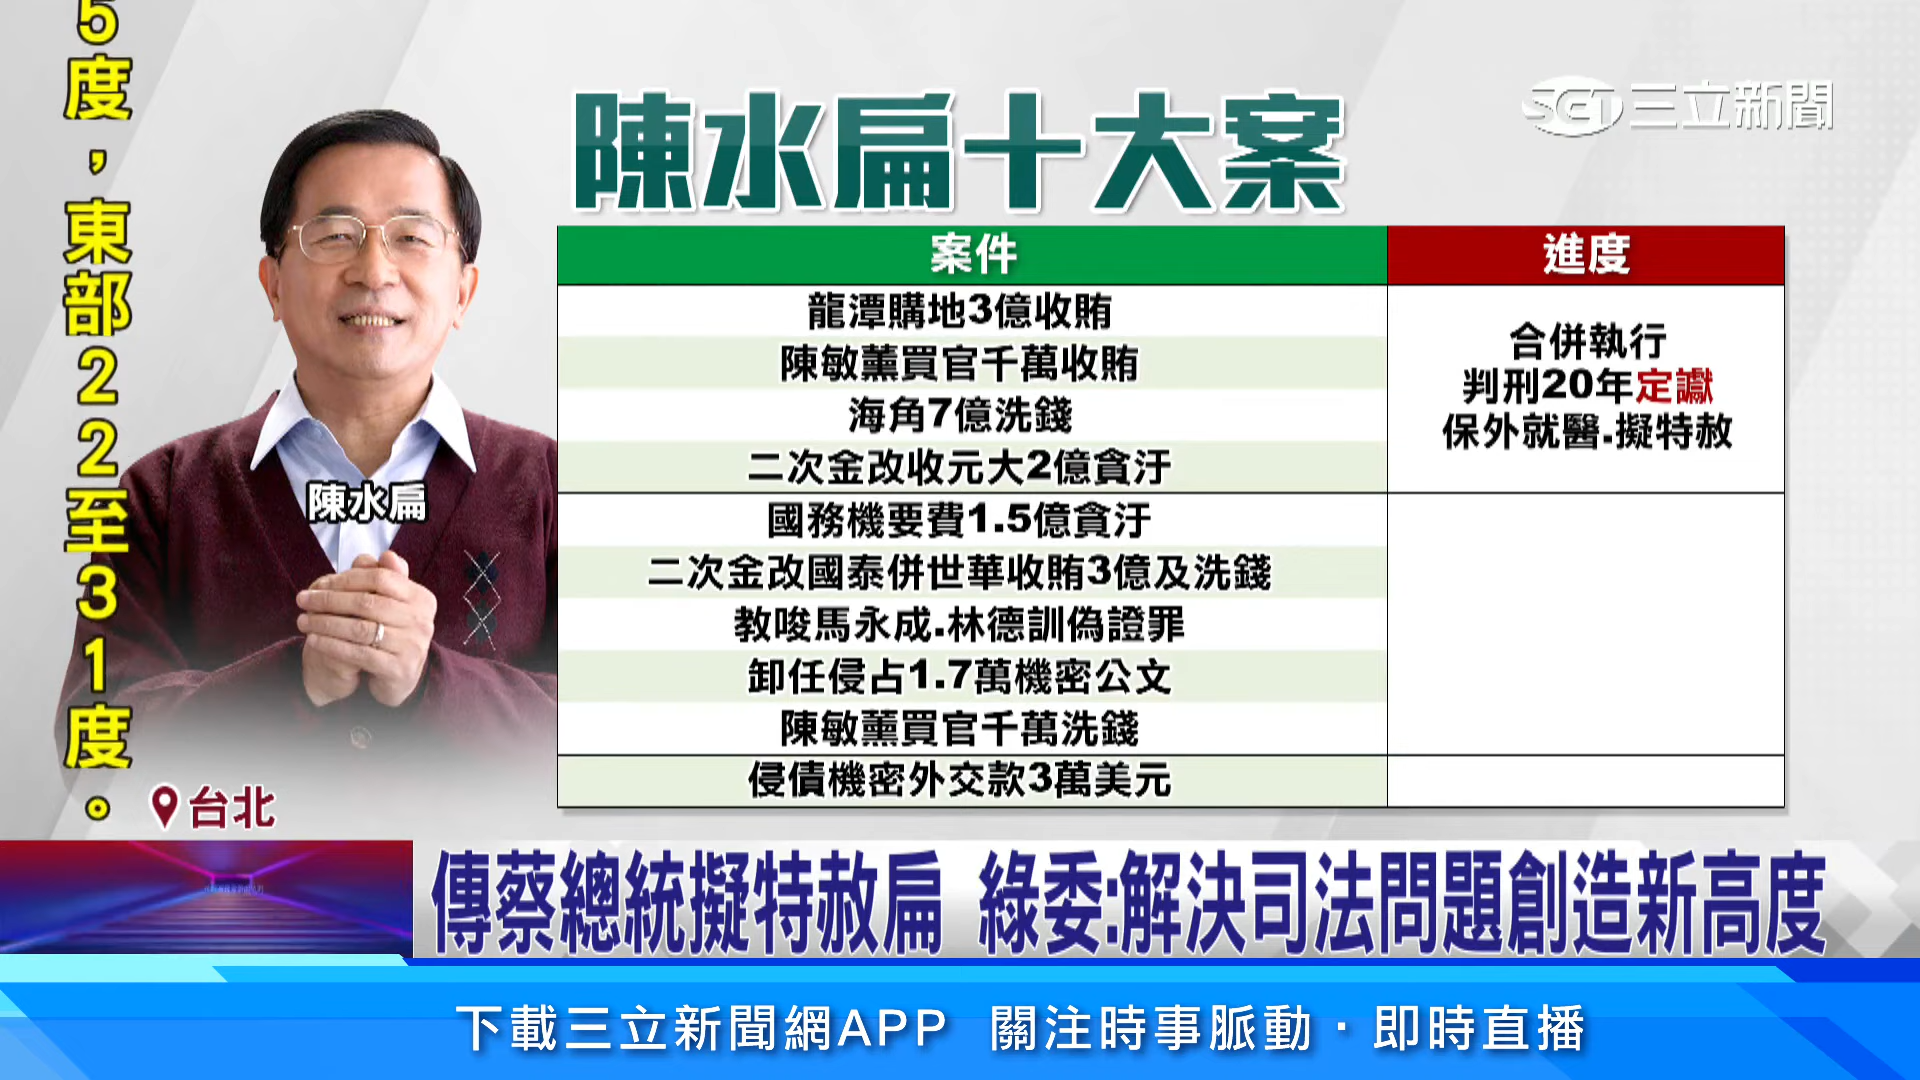 5度，東部22至31度。
陳水扁十大案
SET三立新聞
案件
進度
龍潭購地3億收賄
陳敏薰買官千萬收賄
海角7億洗錢
二次金改收元大2億貪汙
合併執行
判刑20年定讞
保外就醫.擬特赦
國務機要費1.5億貪汙
二次金改國泰併世華收賄3億及洗錢
教唆馬永成.林德訓偽證罪
卸任侵占1.7萬機密公文
陳敏薰買官千萬洗錢
侵債機密外交款3萬美元
陳水扁
台北
傳蔡總統擬特赦扁 綠委:解決司法問題創造新高度
下載三立新聞網APP 關注時事脈動·即時直播